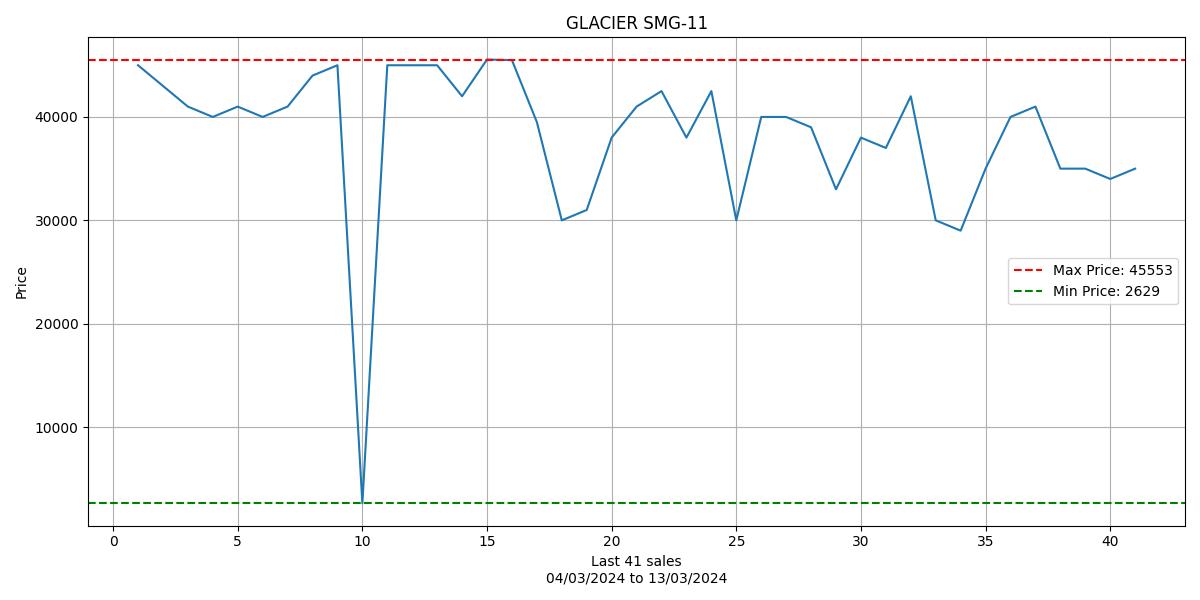 GLACIER SMG-11
Price
40000
30000
20000
10000
Max Price: 45553
Min Price: 2629
0 5 10 15 20 25 30 35 40
Last 41 sales
04/03/2024 to 13/03/2024